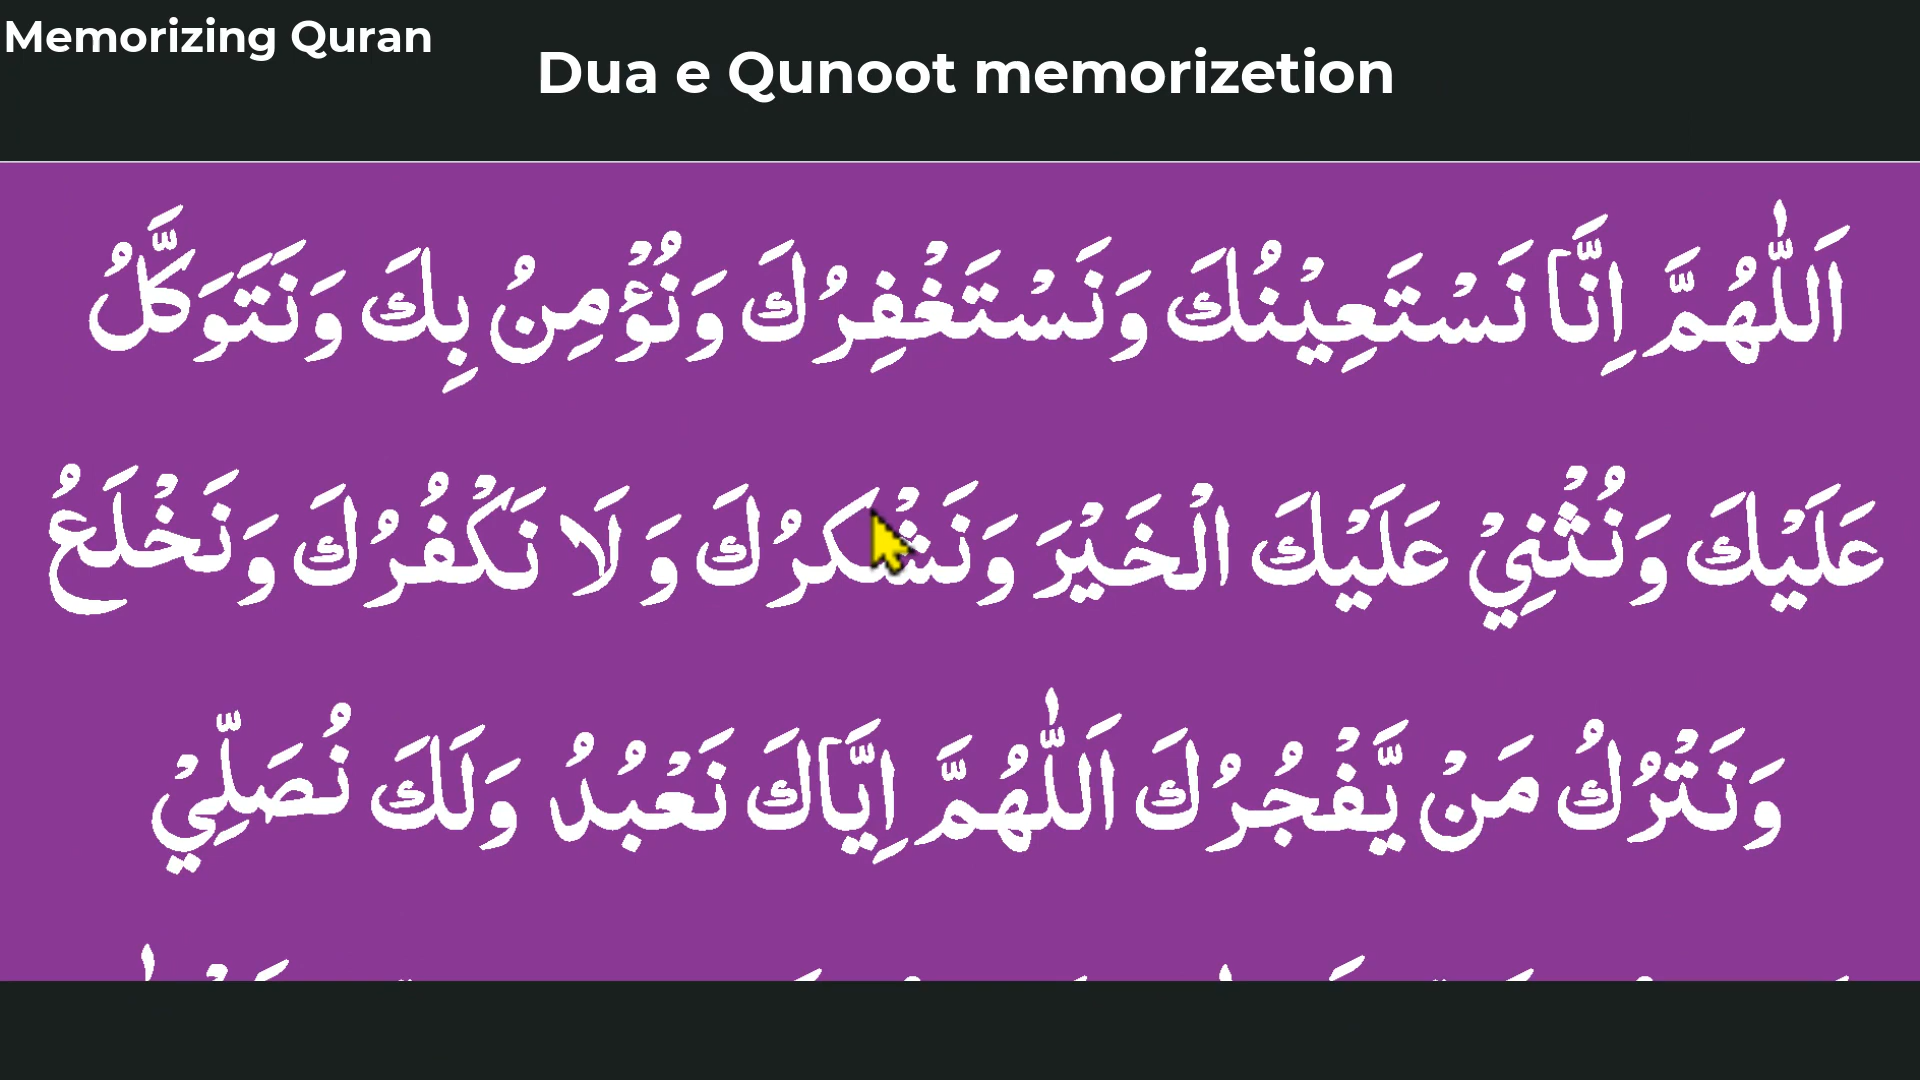 Memorizing Quran
Dua e Qunoot memorizetion
اَللّٰهُمَّ اِنَّا نَسْتَعِيْنُكَ وَنَسْتَغْفِرُكَ وَنُؤْمِنُ بِكَ وَنَتَوَكَّلُ
عَلَيْكَ وَنُثْنِيْ عَلَيْكَ الْخَيْرَ وَنَشْكُرُكَ وَلَا نَكْفُرُكَ وَنَخْلَعُ
وَنَتْرُكُ مَنْ يَّفْجُرُكَ اَللّٰهُمَّ اِيَّاكَ نَعْبُدُ وَلَكَ نُصَلِّيْ